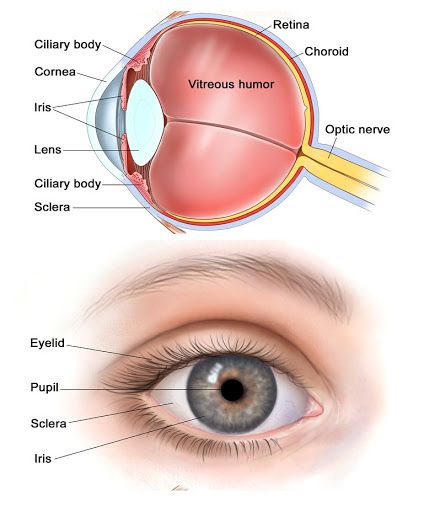 Retina
Ciliary body
Choroid
Cornea
Vitreous humor
Iris
Optic nerve
Lens
Ciliary body
Sclera
Eyelid
Pupil
Sclera
Iris